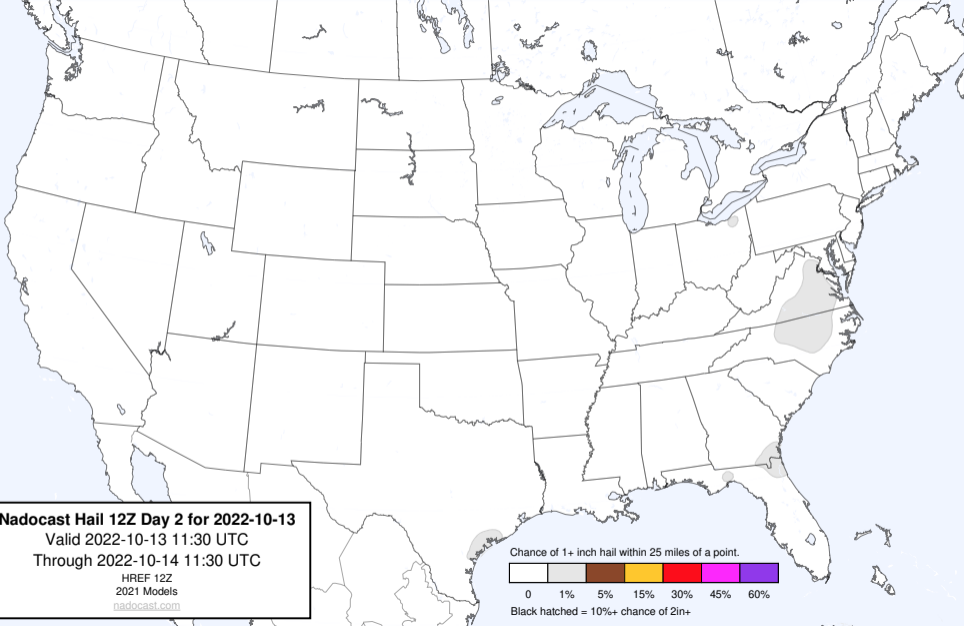 Nadocast Hail 12Z Day 2 for 2022-10-13
Valid 2022-10-13 11:30 UTC
Through 2022-10-14 11:30 UTC
HREF 12Z
2021 Models
nadocast.com
Chance of 1+ inch hail within 25 miles of a point.
0 1% 5% 15% 30% 45% 60%
Black hatched = 10%+ chance of 2in+